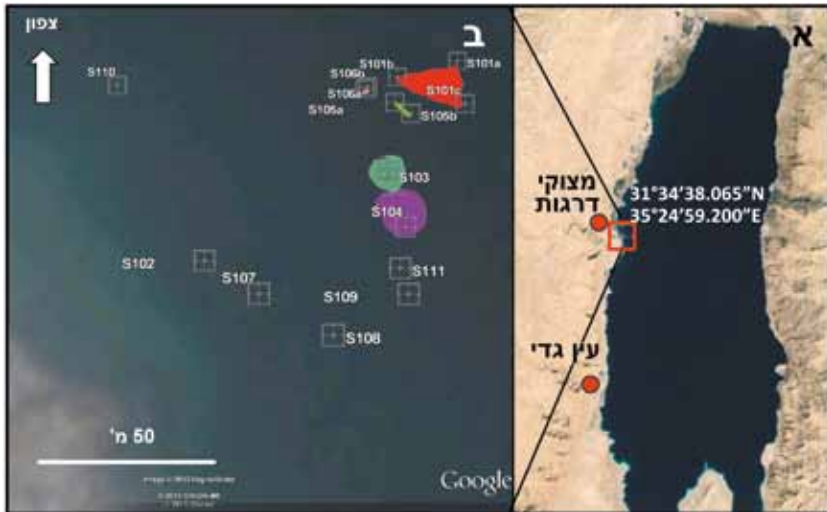 א
31°34'38.065"N
35°24'59.200"E
מצוקי
דרגות
עין גדי
ב
צפון
S110
S101b
S101a
S106b
S106a
S101c
S105a
S105b
S103
S104
S102
S107
S111
S109
S108
50 מ'
Google